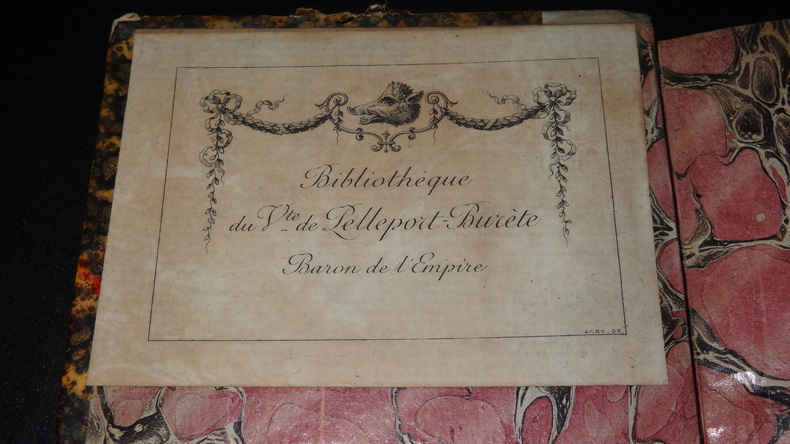 Bibliothèque
du Vte de Pelleport-Burète
Baron de l'Empire